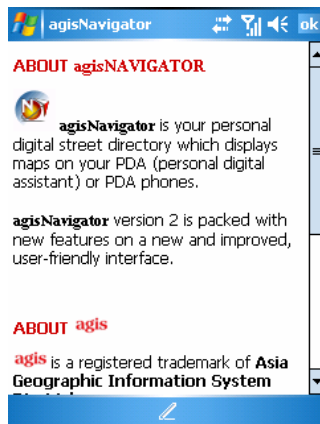 agisNavigator
ok
ABOUT agisNAVIGATOR
agisNavigator is your personal
digital street directory which displays
maps on your PDA (personal digital
assistant) or PDA phones.
agisNavigator version 2 is packed with
new features on a new and improved,
user-friendly interface.
ABOUT agis
agis is a registered trademark of Asia
Geographic Information System